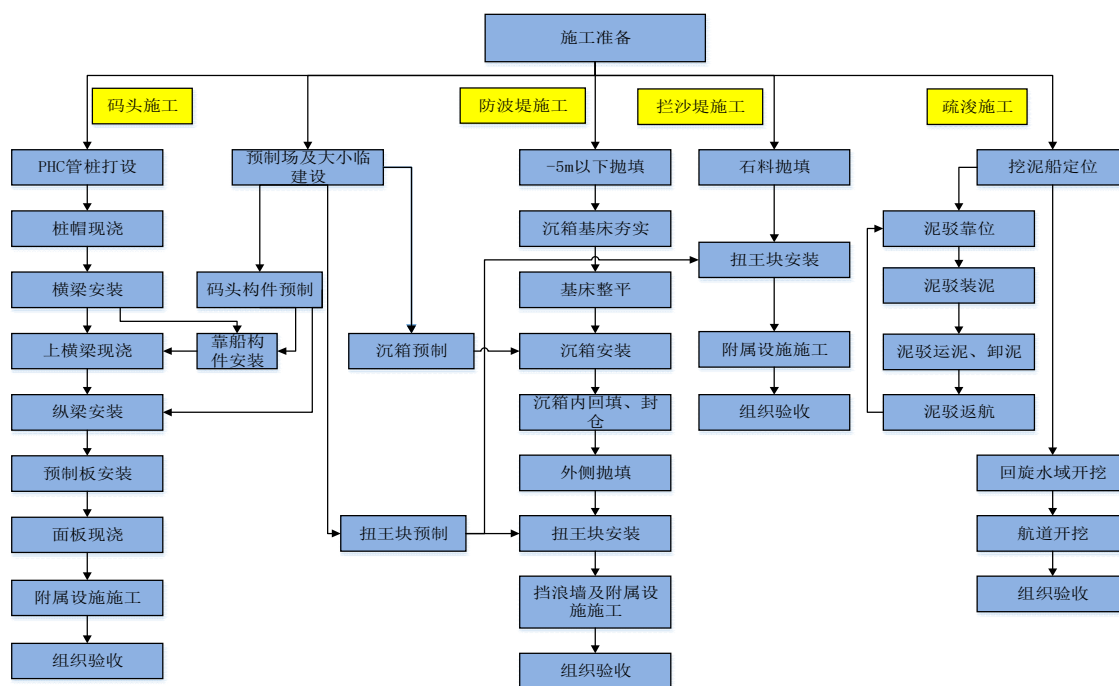 施工准备
码头施工
防波堤施工
拦沙堤施工
疏浚施工
PHC管桩打设
桩帽现浇
横梁安装
上横梁现浇
纵梁安装
预制板安装
面板现浇
附属设施施工
组织验收
预制场及大小临
建设
码头构件预制
靠船构
件安装
沉箱预制
扭王块预制
-5m以下抛填
沉箱基床夯实
基床整平
沉箱安装
沉箱内回填、封
仓
外侧抛填
扭王块安装
挡浪墙及附属设
施施工
组织验收
石料抛填
扭王块安装
附属设施施工
组织验收
挖泥船定位
泥驳靠位
泥驳装泥
泥驳运泥、卸泥
泥驳返航
回旋水域开挖
航道开挖
组织验收